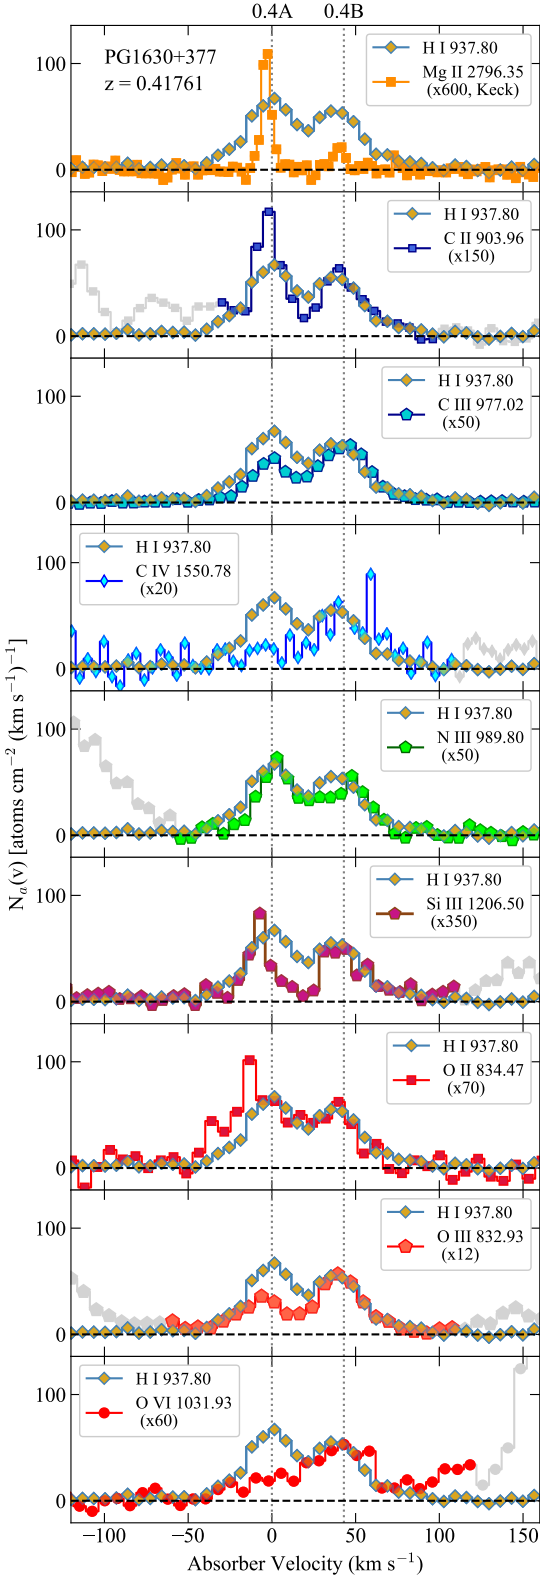 0.4A 0.4B
PG1630+377
z = 0.41761
H I 937.80
Mg II 2796.35
(x600, Keck)
100
0
H I 937.80
C II 903.96
(x150)
100
0
H I 937.80
C III 977.02
(x50)
100
0
H I 937.80
C IV 1550.78
(x20)
100
0
H I 937.80
N III 989.80
(x50)
100
0
Nₐ(v) [atoms cm⁻² (km s⁻¹)⁻¹]
H I 937.80
Si III 1206.50
(x350)
100
0
H I 937.80
O II 834.47
(x70)
100
0
H I 937.80
O III 832.93
(x12)
100
0
H I 937.80
O VI 1031.93
(x60)
100
0
−100 −50 0 50 100 150
Absorber Velocity (km s⁻¹)